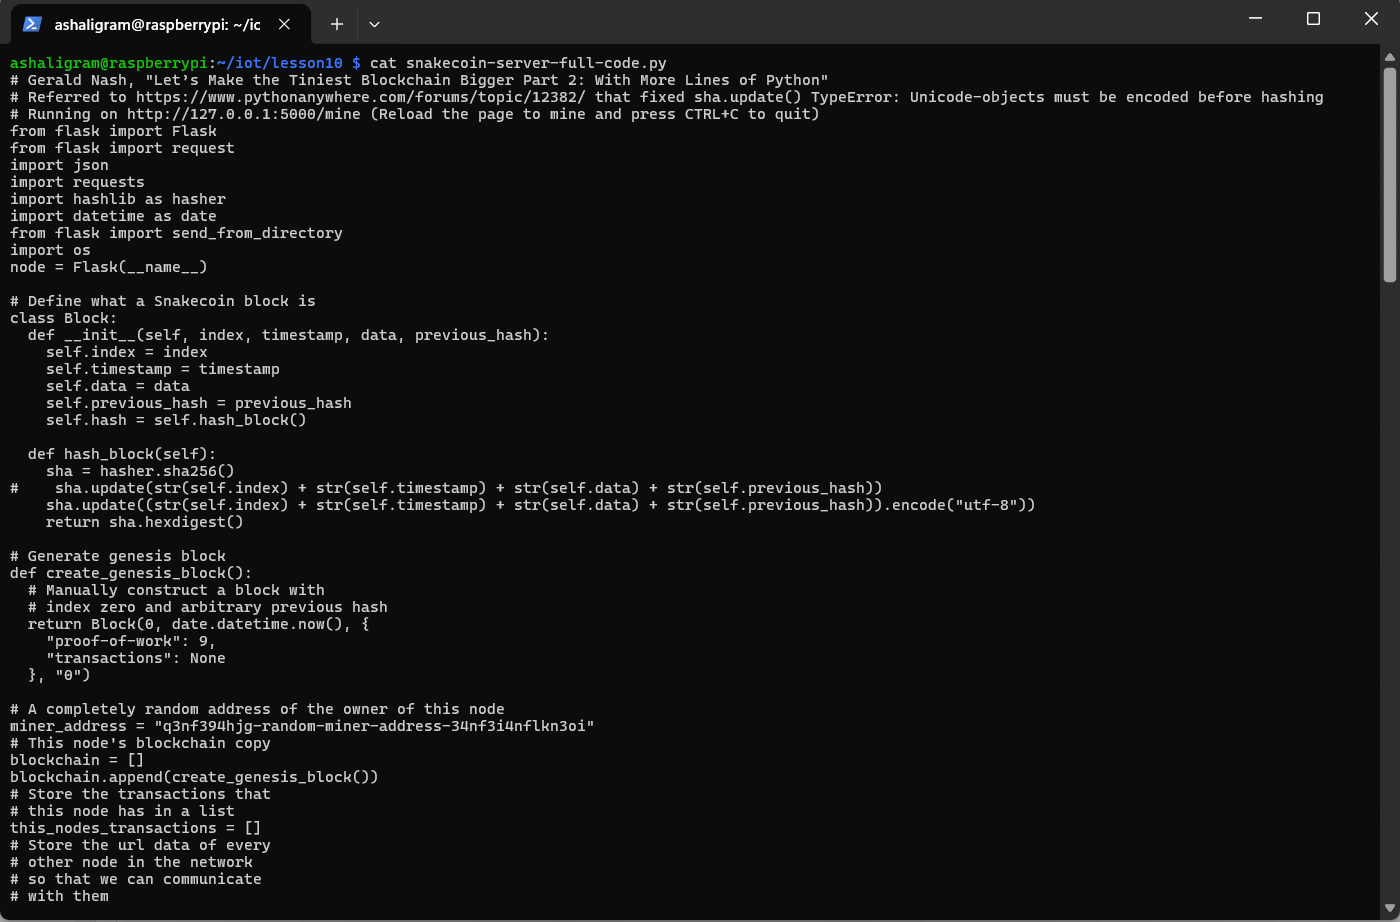 ashaligram@raspberrypi: ~/ic
ashaligram@raspberrypi:~/iot/lesson10 $ cat snakecoin-server-full-code.py
# Gerald Nash, "Let’s Make the Tiniest Blockchain Bigger Part 2: With More Lines of Python"
# Referred to https://www.pythonanywhere.com/forums/topic/12382/ that fixed sha.update() TypeError: Unicode-objects must be encoded before hashing
# Running on http://127.0.0.1:5000/mine (Reload the page to mine and press CTRL+C to quit)
from flask import Flask
from flask import request
import json
import requests
import hashlib as hasher
import datetime as date
from flask import send_from_directory
import os
node = Flask(__name__)

# Define what a Snakecoin block is
class Block:
  def __init__(self, index, timestamp, data, previous_hash):
    self.index = index
    self.timestamp = timestamp
    self.data = data
    self.previous_hash = previous_hash
    self.hash = self.hash_block()

  def hash_block(self):
    sha = hasher.sha256()
#    sha.update(str(self.index) + str(self.timestamp) + str(self.data) + str(self.previous_hash))
    sha.update((str(self.index) + str(self.timestamp) + str(self.data) + str(self.previous_hash)).encode("utf-8"))
    return sha.hexdigest()

# Generate genesis block
def create_genesis_block():
  # Manually construct a block with
  # index zero and arbitrary previous hash
  return Block(0, date.datetime.now(), {
    "proof-of-work": 9,
    "transactions": None
  }, "0")

# A completely random address of the owner of this node
miner_address = "q3nf394hjg-random-miner-address-34nf3i4nflkn3oi"
# This node's blockchain copy
blockchain = []
blockchain.append(create_genesis_block())
# Store the transactions that
# this node has in a list
this_nodes_transactions = []
# Store the url data of every
# other node in the network
# so that we can communicate
# with them